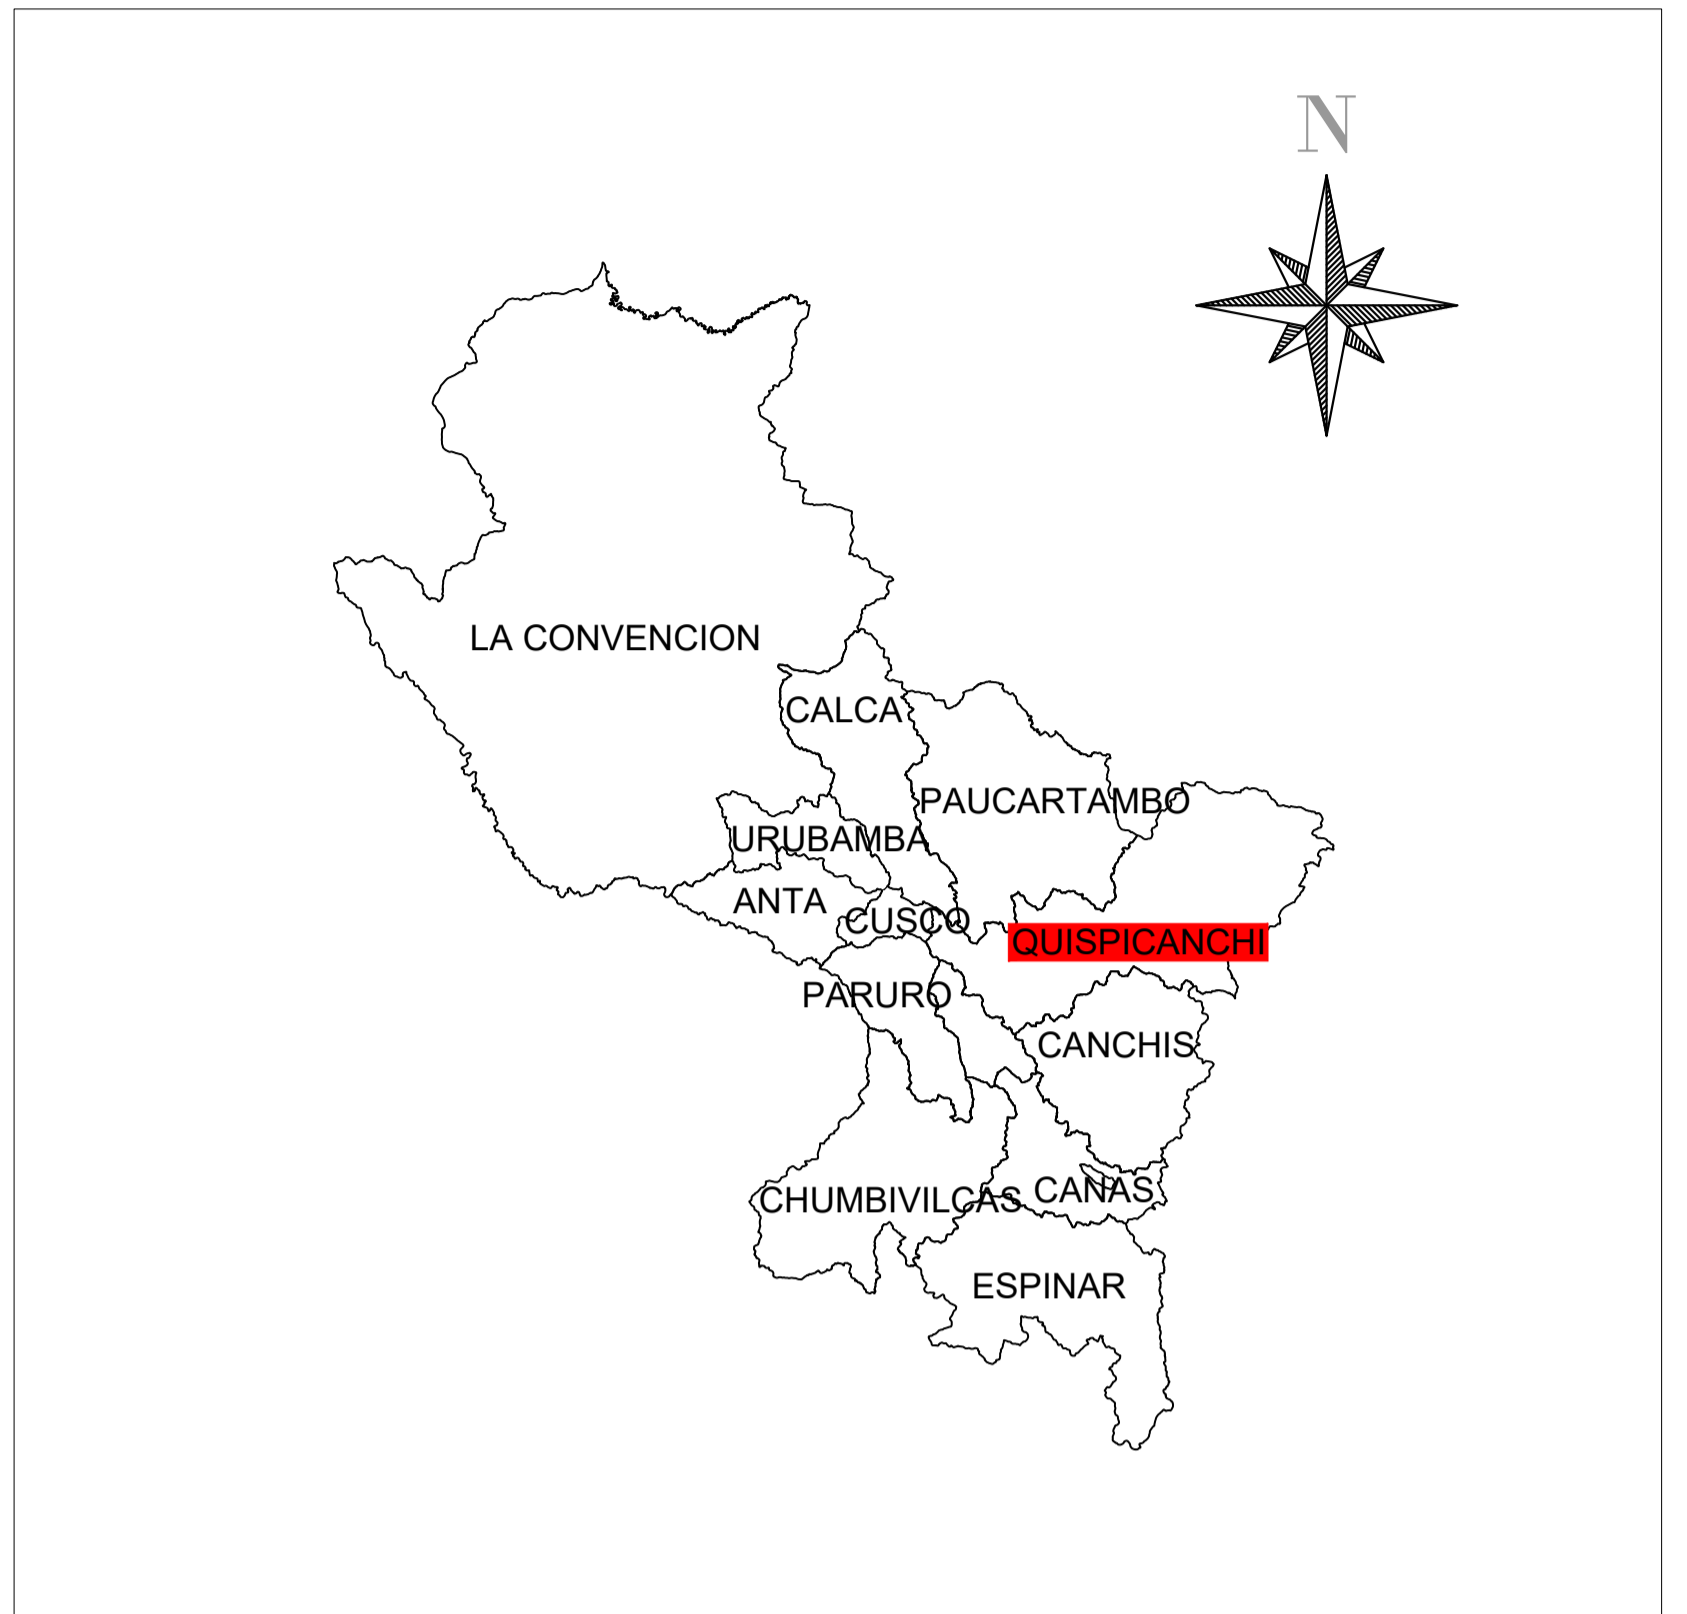 N
LA CONVENCION
CALCA
PAUCARTAMBO
URUBAMBA
ANTA
CUSCO
QUISPICANCHI
PARURO
CANCHIS
CANAS
CHUMBIVILCAS
ESPINAR